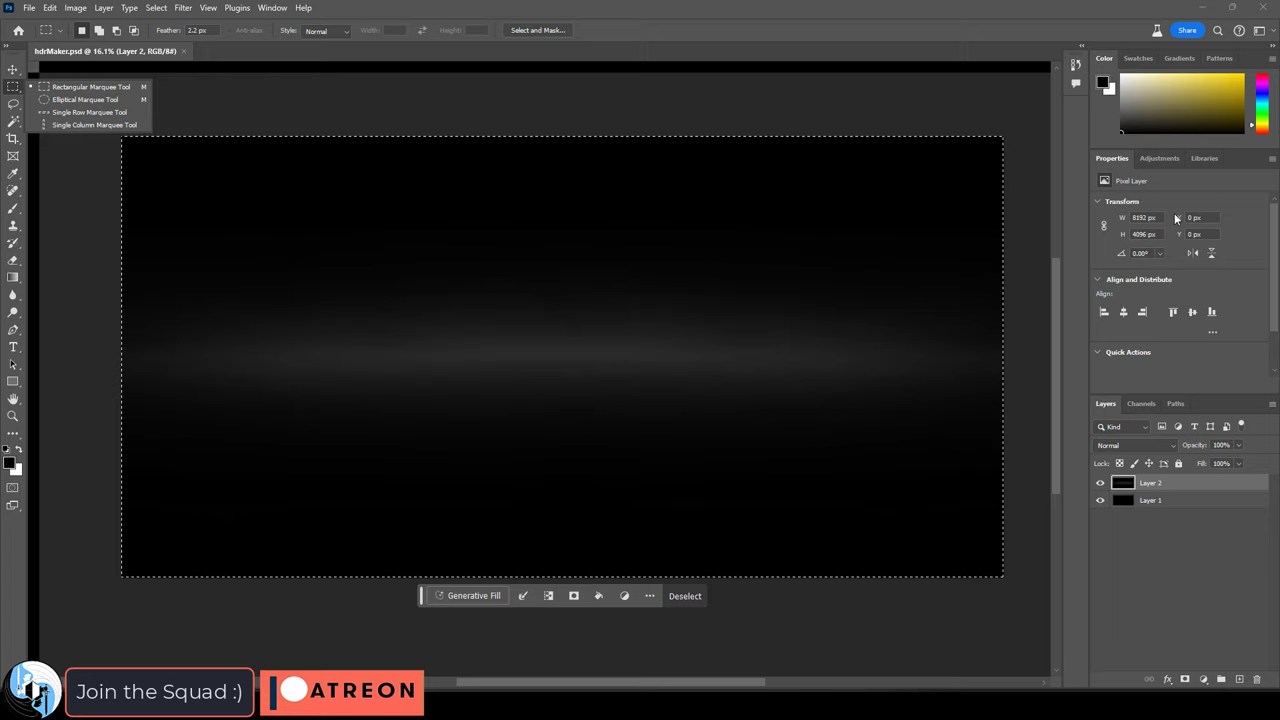 Ps File Edit Image Layer Type Select Filter View Plugins Window Help
Feather: 2.2 px Anti-alias Style: Normal Width: Height: Select and Mask... Share
hdrMaker.psd @ 16.1% (Layer 2, RGB/8#) ×
Rectangular Marquee Tool M
Elliptical Marquee Tool M
Single Row Marquee Tool
Single Column Marquee Tool
Color Swatches Gradients Patterns
Properties Adjustments Libraries
Pixel Layer
Transform
W 8192 px 0 px
H 4096 px Y 0 px
0.00°
Align and Distribute
Align:
Quick Actions
Layers Channels Paths
Kind
Normal Opacity: 100%
Lock: Fill: 100%
Layer 2
Layer 1
Generative Fill Deselect
Join the Squad :)
PATREON